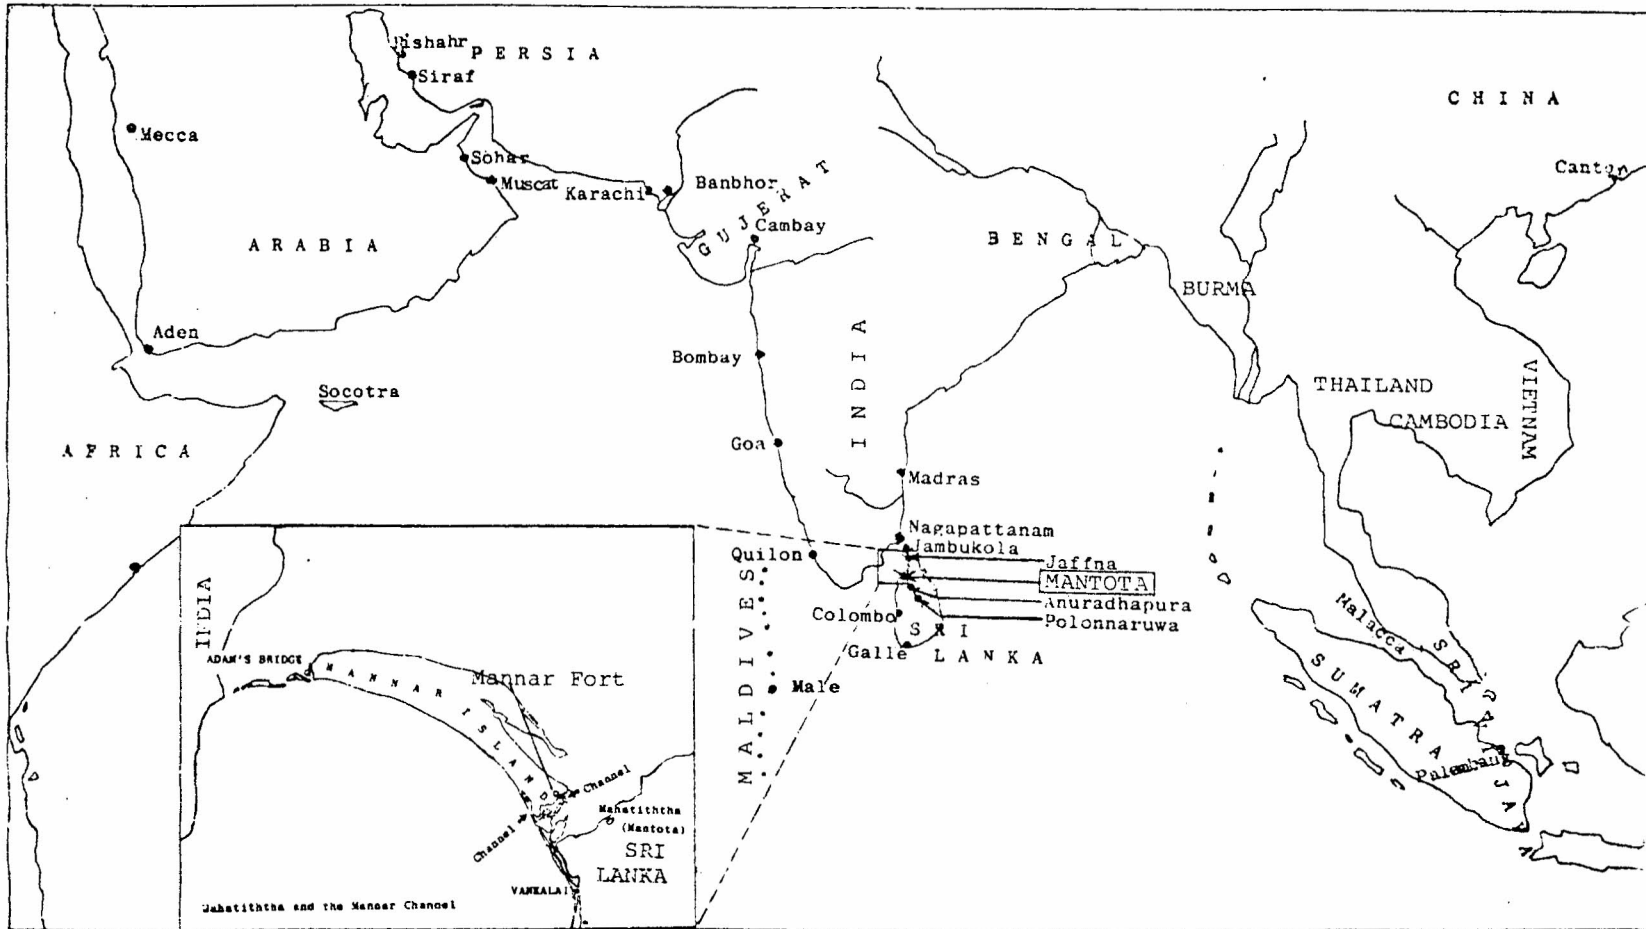 PERSIA
Siraf
CHINA
Mecca
Canton
Sohar
Muscat
Karachi
Banbhor
GUJERAT
Cambay
ARABIA
BENGAL
BURMA
Aden
INDIA
Bombay
THAILAND
VIETNAM
Socotra
CAMBODIA
Goa
AFRICA
Madras
Nagapattanam
Jambukola
Quilon
Jaffna
MANTOTA
Anuradhapura
Polonnaruwa
Colombo
SRI
LANKA
Galle
MALDIVES
Male
Malacca
SUMATRA
Palembang
INDIA
ADAM'S BRIDGE
MANNAR ISLAND
Mannar Fort
Channel
Channel
Mahatiththa
(Mantota)
SRI
LANKA
VANKALAI
Mahatiththa and the Mannar Channel